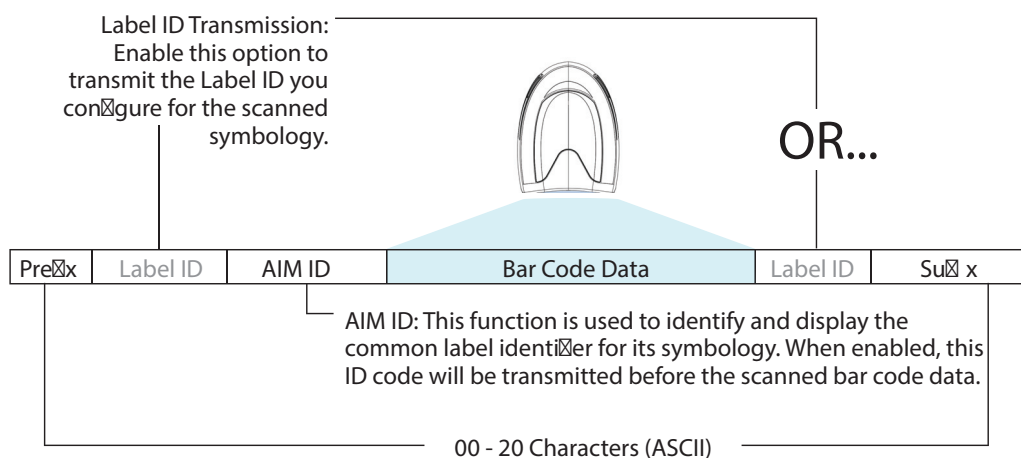 Label ID Transmission:
Enable this option to
transmit the Label ID you
con☒gure for the scanned
symbology.
OR...
Pre☒x Label ID AIM ID Bar Code Data Label ID Su☒ x
AIM ID: This function is used to identify and display the
common label identi☒er for its symbology. When enabled, this
ID code will be transmitted before the scanned bar code data.
00 - 20 Characters (ASCII)